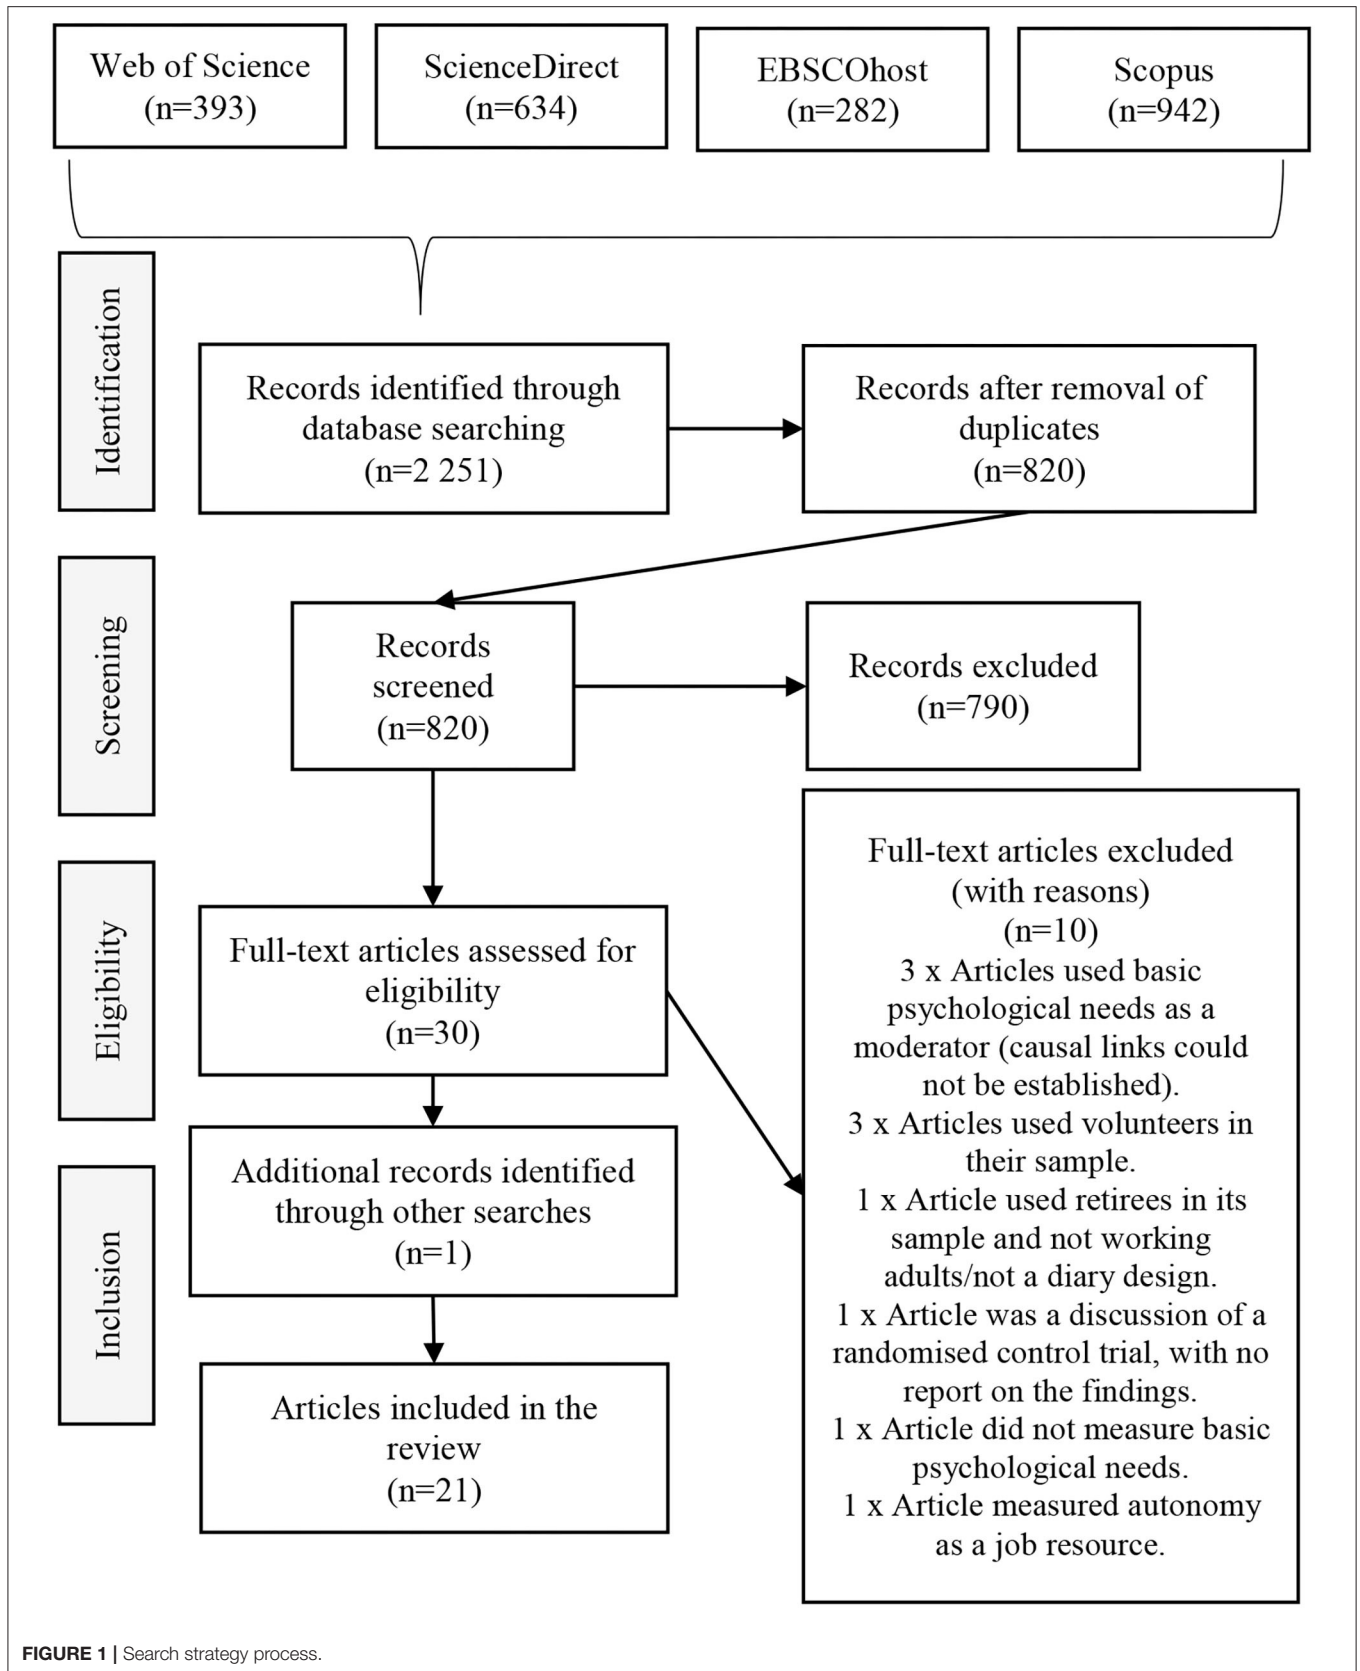 Web of Science
(n=393)
ScienceDirect
(n=634)
EBSCOhost
(n=282)
Scopus
(n=942)
Identification
Records identified through
database searching
(n=2 251)
Records after removal of
duplicates
(n=820)
Screening
Records
screened
(n=820)
Records excluded
(n=790)
Eligibility
Full-text articles assessed for
eligibility
(n=30)
Full-text articles excluded
(with reasons)
(n=10)
3 x Articles used basic
psychological needs as a
moderator (causal links could
not be established).
3 x Articles used volunteers in
their sample.
1 x Article used retirees in its
sample and not working
adults/not a diary design.
1 x Article was a discussion of a
randomised control trial, with no
report on the findings.
1 x Article did not measure basic
psychological needs.
1 x Article measured autonomy
as a job resource.
Inclusion
Additional records identified
through other searches
(n=1)
Articles included in the
review
(n=21)
FIGURE 1 | Search strategy process.